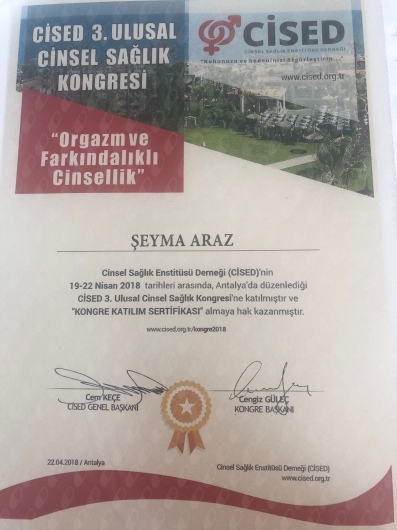 CİSED 3. ULUSAL
CİNSEL SAĞLIK
KONGRESİ
CİSED
CİNSEL SAĞLIK ENSTİTÜSÜ DERNEĞİ
"Ruhunuzu ve bedeninizi özgürleştirin..."
www.cised.org.tr
"Orgazm ve
Farkındalıklı
Cinsellik"
ŞEYMA ARAZ
Cinsel Sağlık Enstitüsü Derneği (CİSED)'nin
19-22 Nisan 2018 tarihleri arasında, Antalya'da düzenlediği
CİSED 3. Ulusal Cinsel Sağlık Kongresi'ne katılmıştır ve
"KONGRE KATILIM SERTİFİKASI" almaya hak kazanmıştır.
www.cised.org.tr/kongre2018
Cem KEÇE
CİSED GENEL BAŞKANI
Cengiz GÜLEÇ
KONGRE BAŞKANI
22.04.2018 / Antalya
Cinsel Sağlık Enstitüsü Derneği (CİSED)
www.cised.org.tr